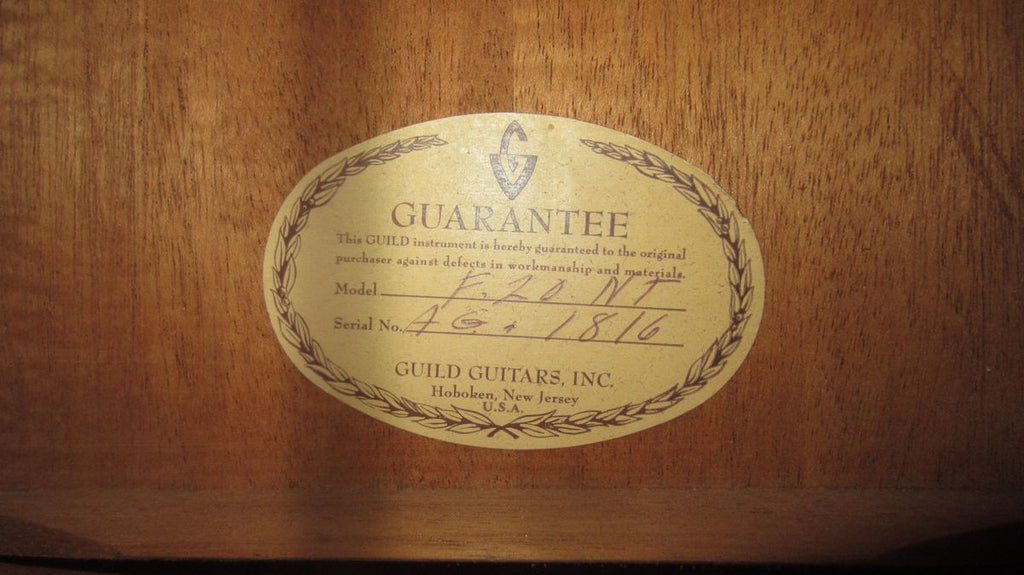 G
GUARANTEE
This GUILD instrument is hereby guaranteed to the original
purchaser against defects in workmanship and materials.
Model F. 20 NT
Serial No. AG. 1816
GUILD GUITARS, INC.
Hoboken, New Jersey
U.S.A.